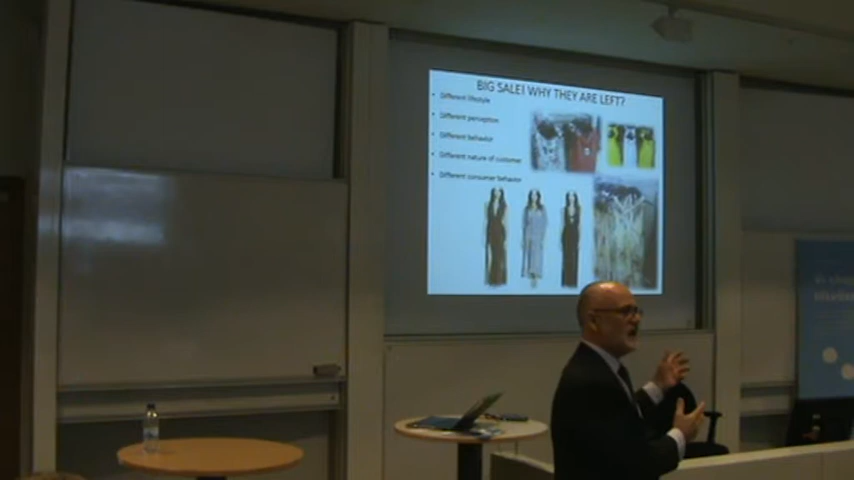 BIG SALE! WHY THEY ARE LEFT?
• Different lifestyle
• Different perception
• Different behavior
• Different nature of customer
• Different consumer behavior